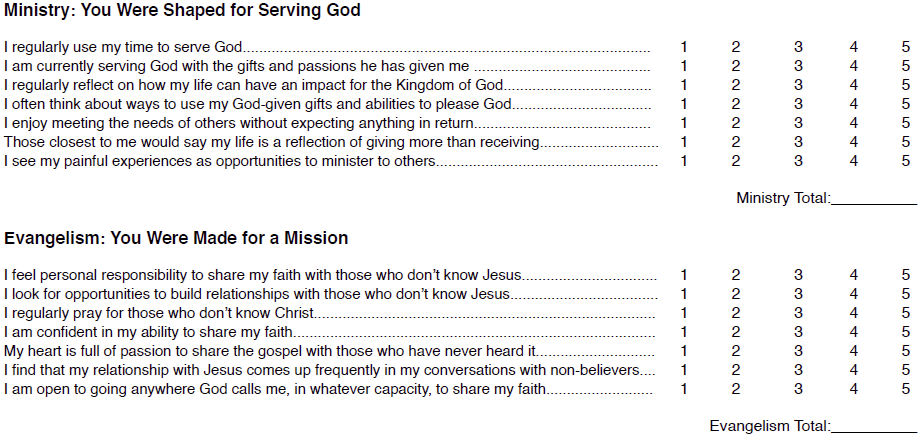 Ministry: You Were Shaped for Serving God
I regularly use my time to serve God................................................................................................ 1 2 3 4 5
I am currently serving God with the gifts and passions he has given me .......................................... 1 2 3 4 5
I regularly reflect on how my life can have an impact for the Kingdom of God................................... 1 2 3 4 5
I often think about ways to use my God-given gifts and abilities to please God................................. 1 2 3 4 5
I enjoy meeting the needs of others without expecting anything in return.......................................... 1 2 3 4 5
Those closest to me would say my life is a reflection of giving more than receiving............................ 1 2 3 4 5
I see my painful experiences as opportunities to minister to others..................................................... 1 2 3 4 5
Ministry Total:___________
Evangelism: You Were Made for a Mission
I feel personal responsibility to share my faith with those who don’t know Jesus................................ 1 2 3 4 5
I look for opportunities to build relationships with those who don’t know Jesus................................... 1 2 3 4 5
I regularly pray for those who don’t know Christ................................................................................. 1 2 3 4 5
I am confident in my ability to share my faith...................................................................................... 1 2 3 4 5
My heart is full of passion to share the gospel with those who have never heard it............................ 1 2 3 4 5
I find that my relationship with Jesus comes up frequently in my conversations with non-believers.... 1 2 3 4 5
I am open to going anywhere God calls me, in whatever capacity, to share my faith......................... 1 2 3 4 5
Evangelism Total:___________